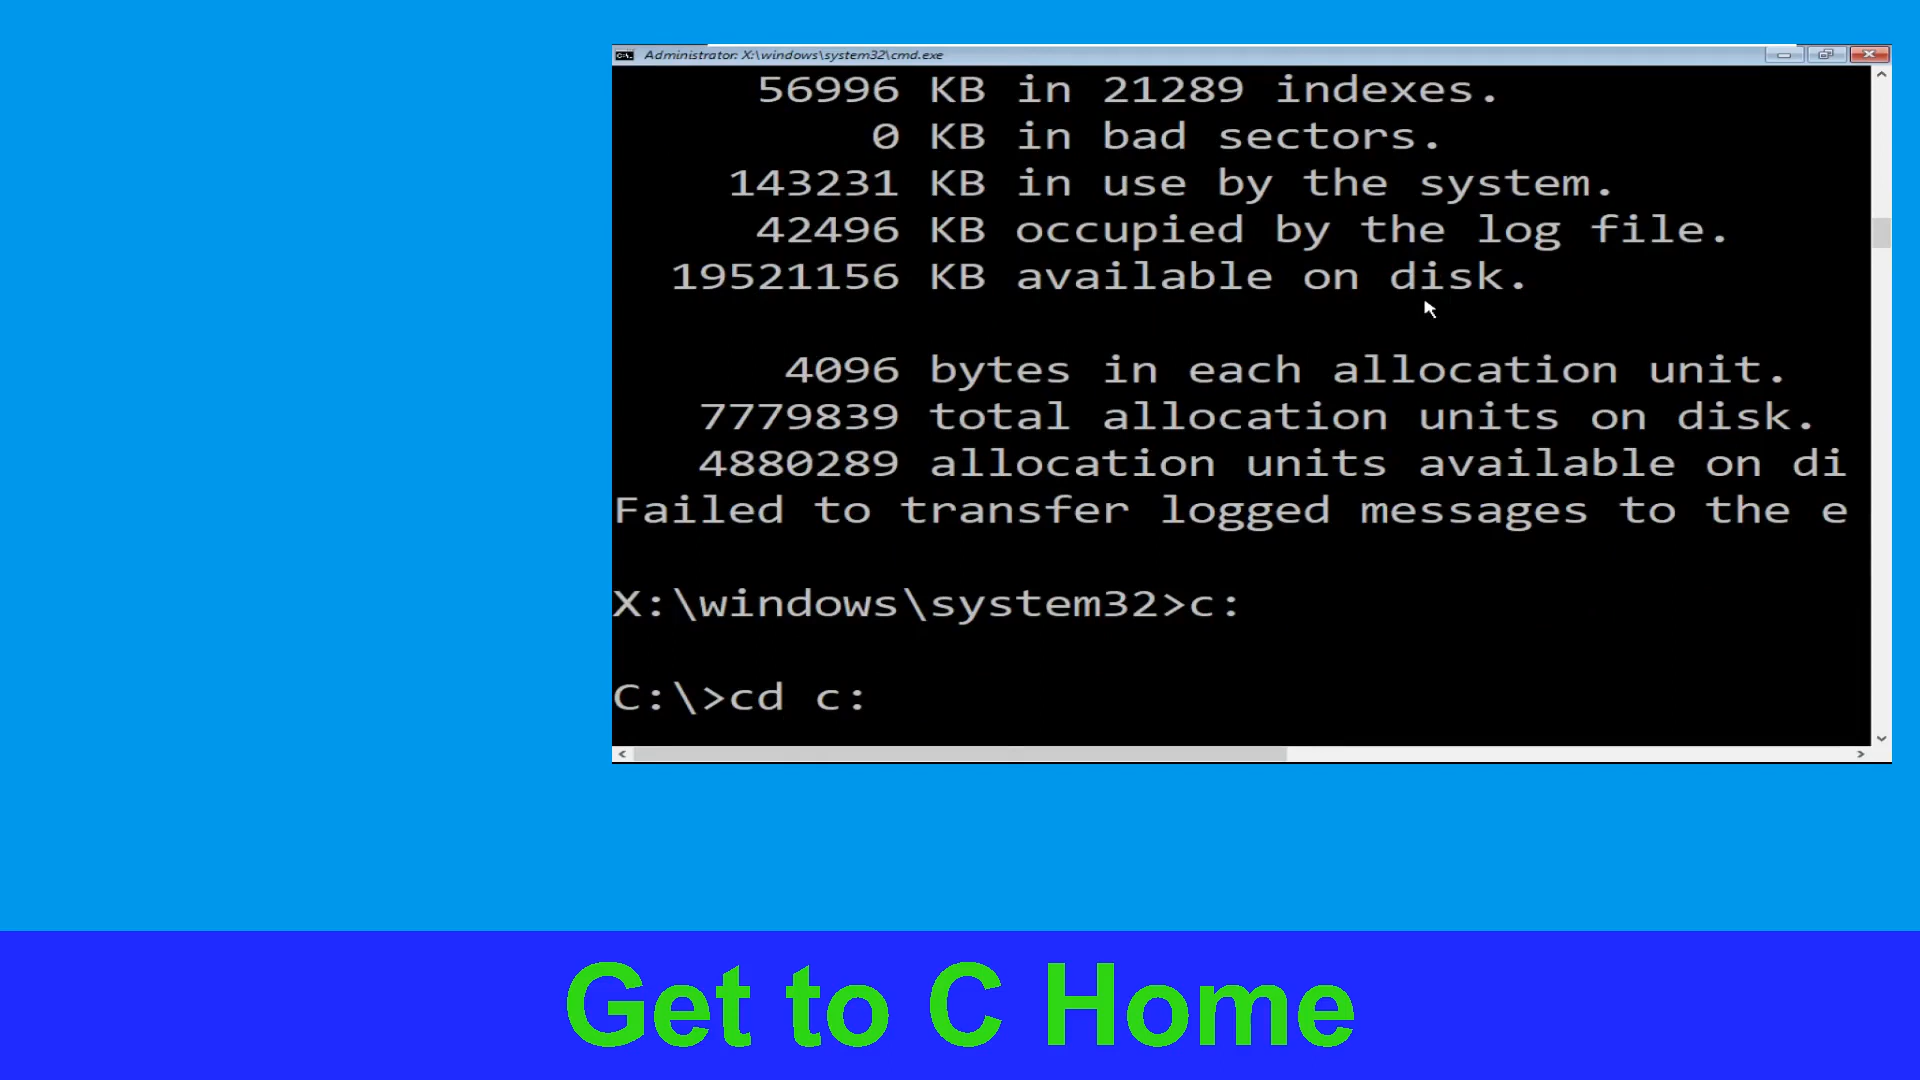 Administrator: X:\windows\system32\cmd.exe
56996 KB in 21289 indexes.
0 KB in bad sectors.
143231 KB in use by the system.
42496 KB occupied by the log file.
19521156 KB available on disk.
4096 bytes in each allocation unit.
7779839 total allocation units on disk.
4880289 allocation units available on di
Failed to transfer logged messages to the e
X:\windows\system32>c:
C:\>cd c:
Get to C Home